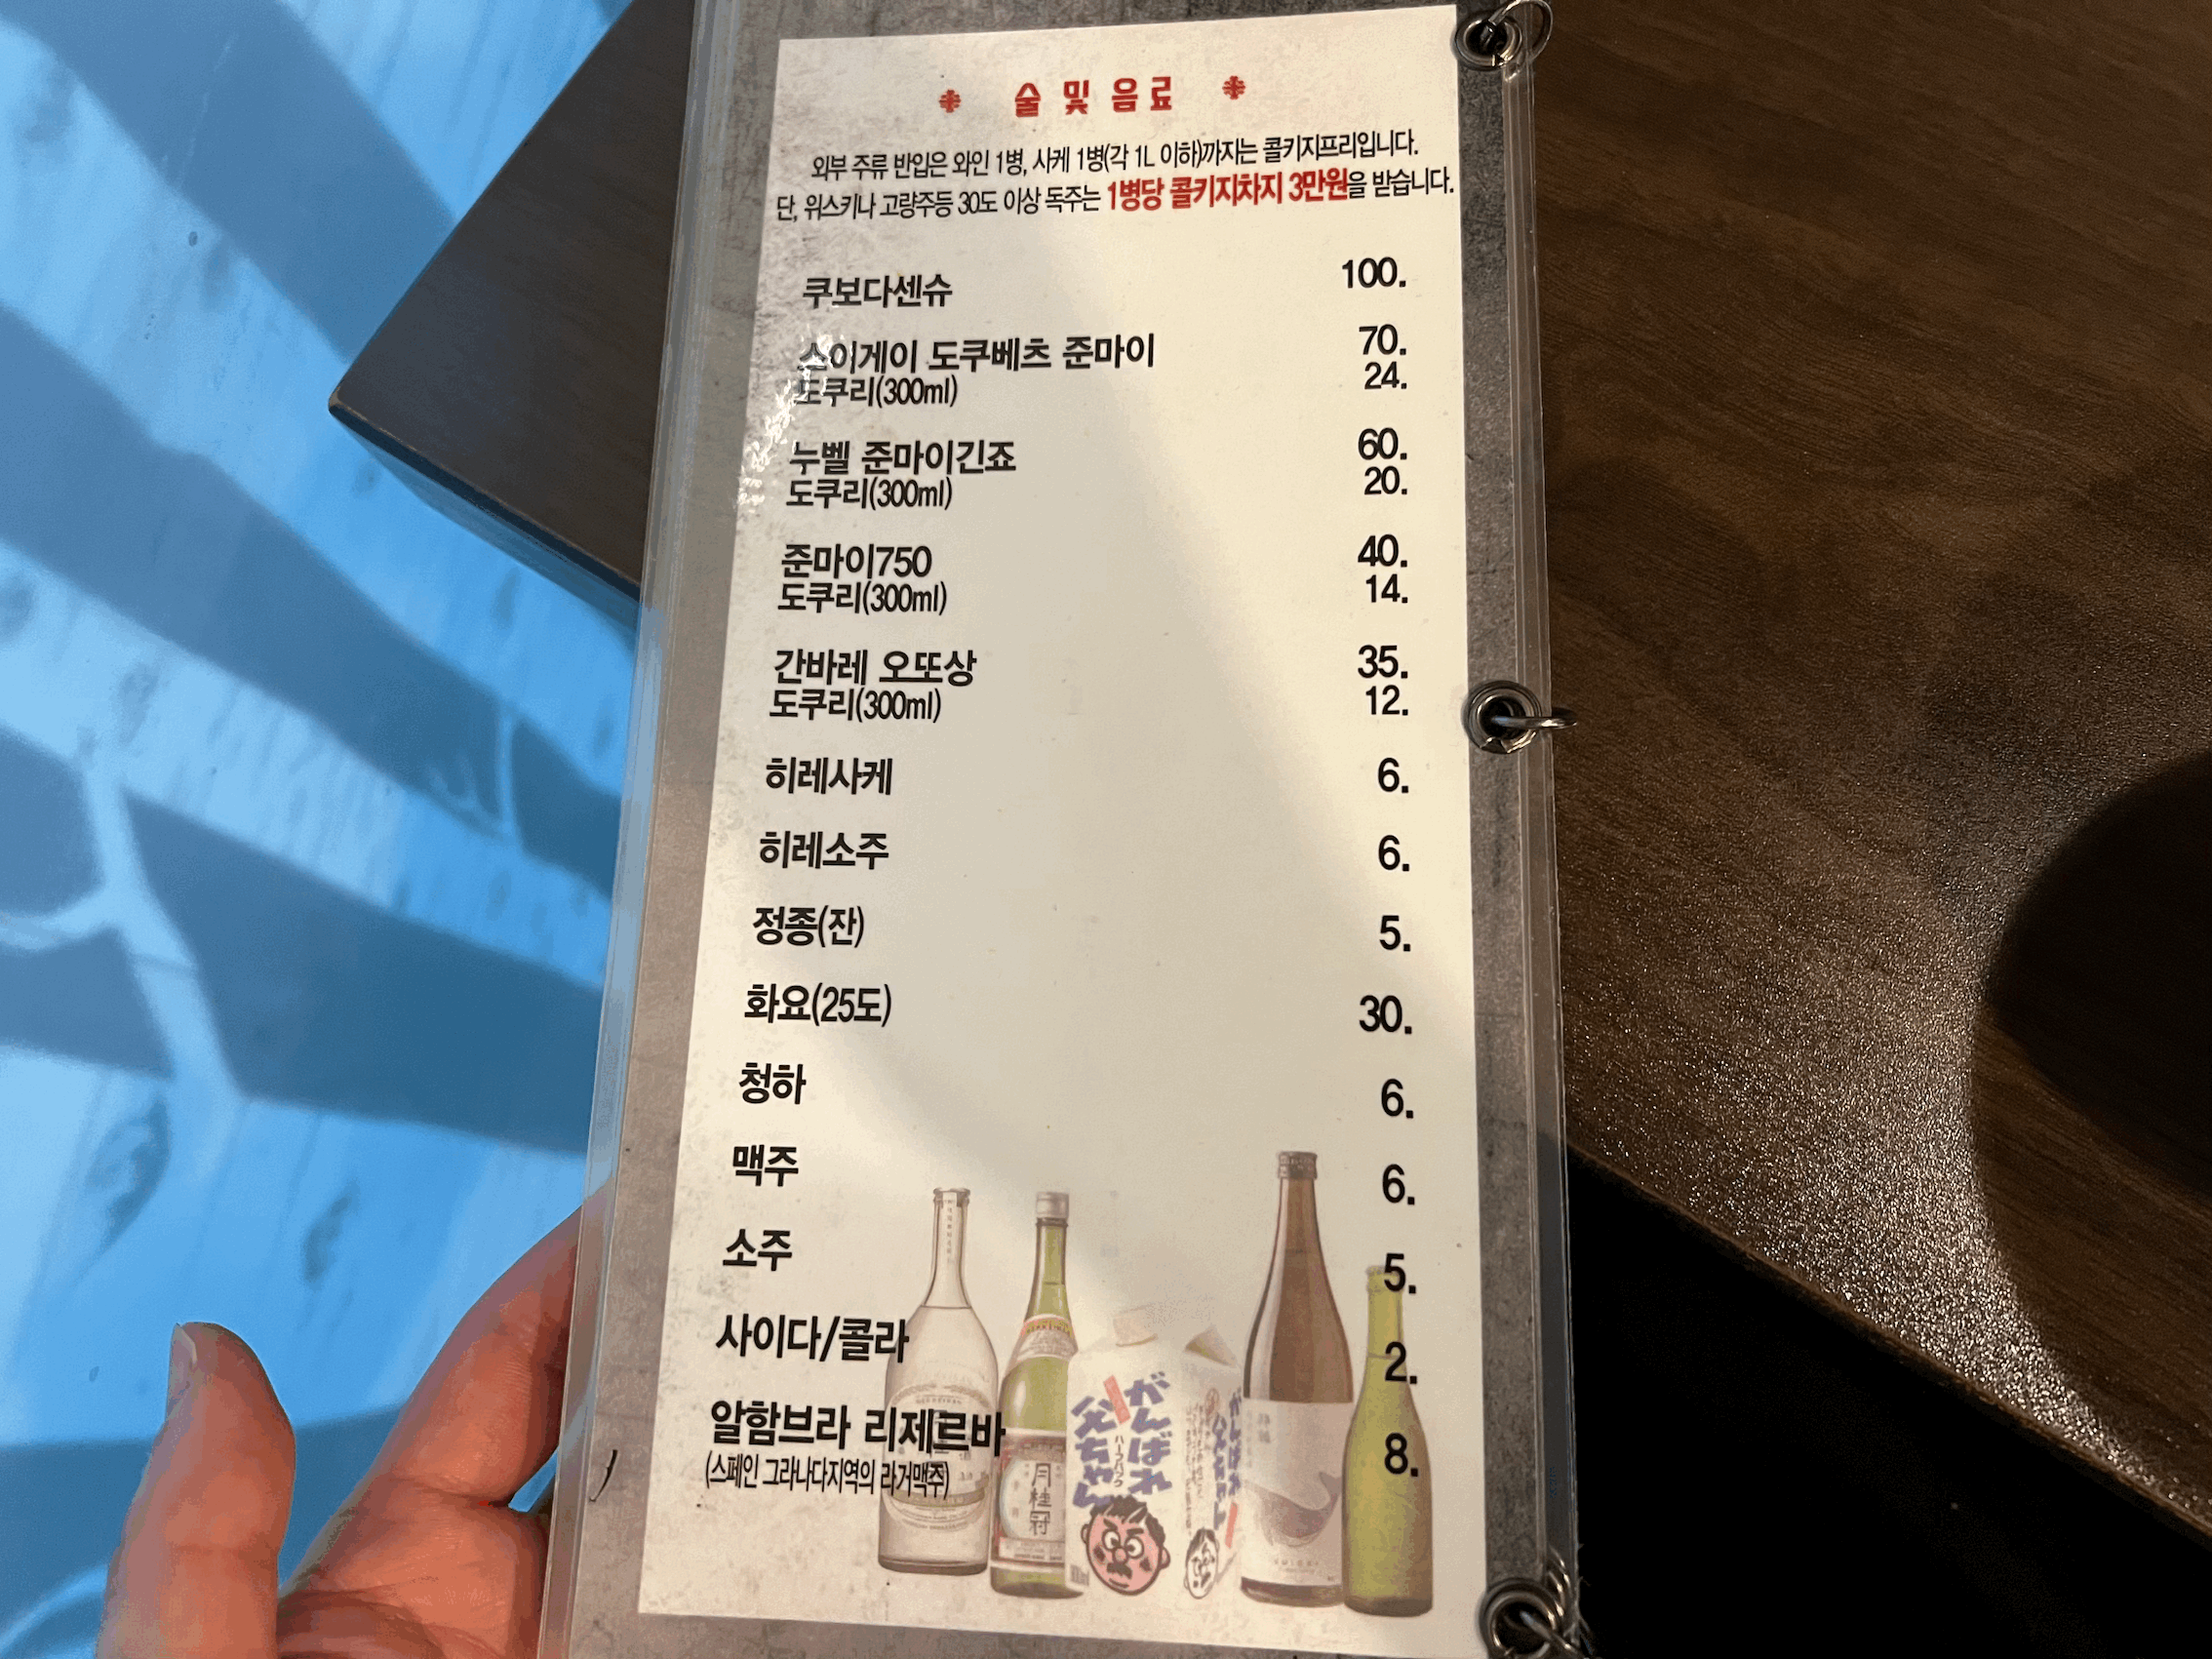 술 및 음료
외부 주류 반입은 와인 1병, 사케 1병(각 1L 이하)까지는 콜키지프리입니다.
단, 위스키나 고량주등 30도 이상 독주는 1병당 콜키지차지 3만원을 받습니다.
쿠보다센슈 100.
스이게이 도쿠베츠 준마이 70.
도쿠리(300ml) 24.
누벨 준마이긴죠 60.
도쿠리(300ml) 20.
준마이750 40.
도쿠리(300ml) 14.
간바레 오또상 35.
도쿠리(300ml) 12.
히레사케 6.
히레소주 6.
정종(잔) 5.
화요(25도) 30.
청하 6.
맥주 6.
소주 5.
사이다/콜라 2.
알함브라 리제르바 8.
(스페인 그라나다지역의 라거맥주)
がんばれ
父ちゃん
月桂冠